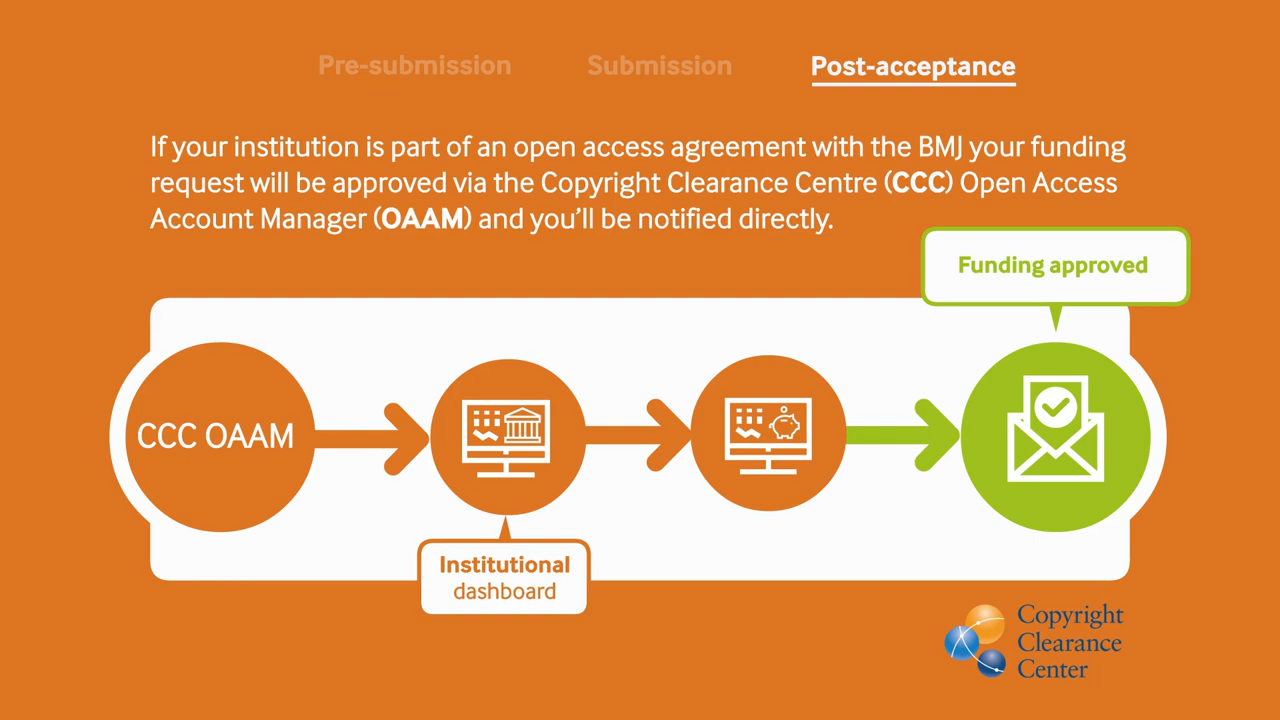 Pre-submission Submission Post-acceptance
If your institution is part of an open access agreement with the BMJ your funding
request will be approved via the Copyright Clearance Centre (CCC) Open Access
Account Manager (OAAM) and you'll be notified directly.
Funding approved
CCC OAAM
Institutional
dashboard
Copyright
Clearance
Center